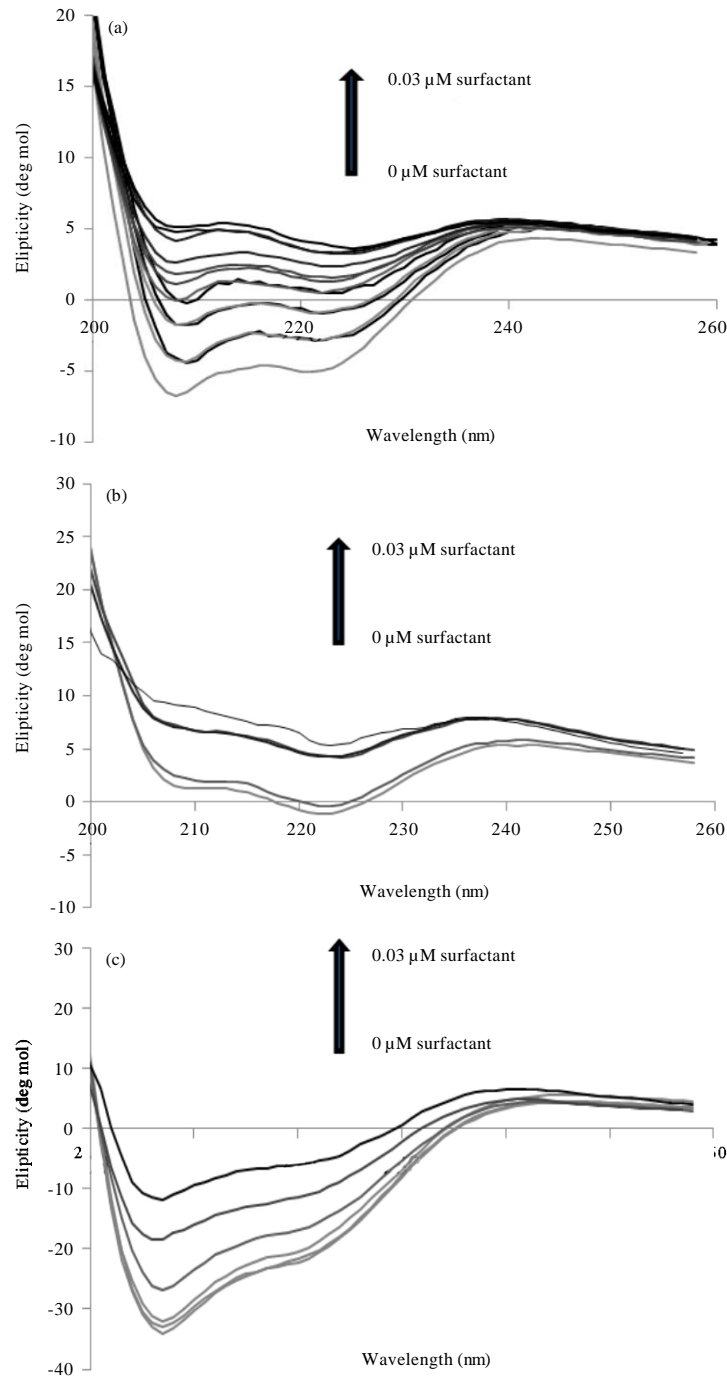 (a)
20
15
10
5
0
-5
-10
200
220
240
260
0.03 µM surfactant
0 µM surfactant
Elipticity (deg mol)
Wavelength (nm)
(b)
30
25
20
15
10
5
0
-5
-10
200
210
220
230
240
250
260
0.03 µM surfactant
0 µM surfactant
Elipticity (deg mol)
Wavelength (nm)
(c)
30
20
10
0
-10
-20
-30
-40
2
50
0.03 µM surfactant
0 µM surfactant
Elipticity (deg mol)
Wavelength (nm)